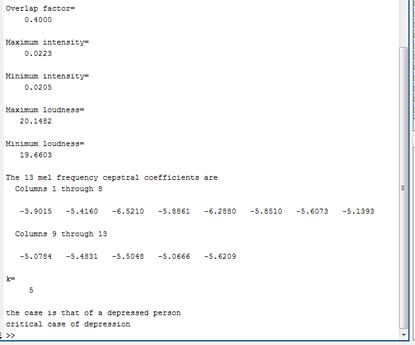 Overlap factor=
0.4000
Maximum intensity=
0.0223
Minimum intensity=
0.0205
Maximum loudness=
20.1482
Minimum loudness=
19.6603
The 13 mel frequency cepstral coefficients are
Columns 1 through 8
-3.9015 -5.4160 -6.5210 -5.8861 -6.2880 -5.8510 -5.6073 -5.1393
Columns 9 through 13
-5.0784 -5.4831 -5.5048 -5.0666 -5.6209
k=
5
the case is that of a depressed person
critical case of depression
>>